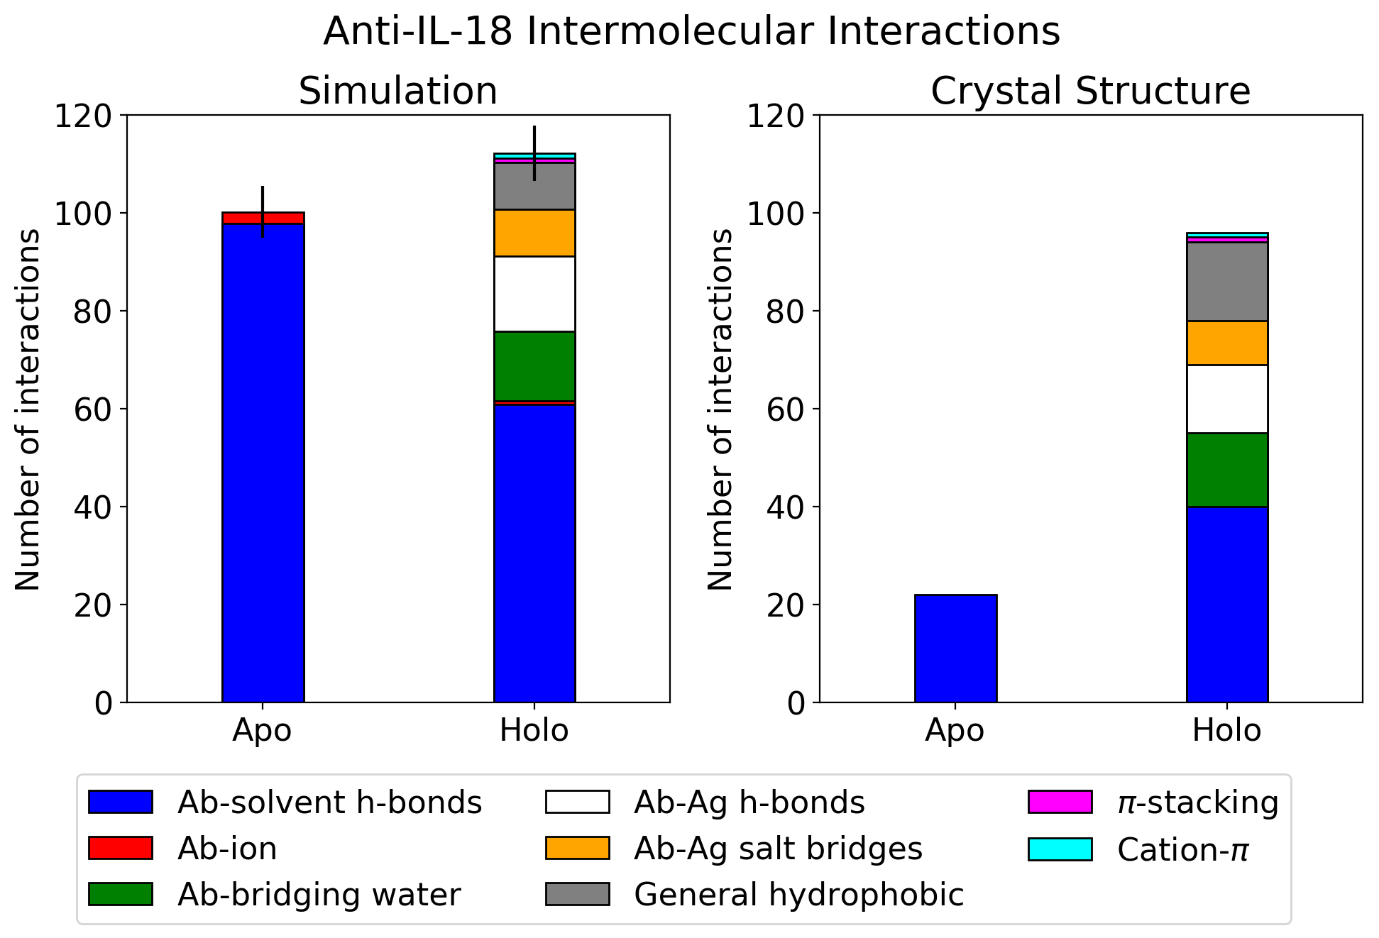 Anti-IL-18 Intermolecular Interactions
Simulation
Crystal Structure
Number of interactions
120
100
80
60
40
20
0
Apo
Holo
Number of interactions
120
100
80
60
40
20
0
Apo
Holo
Ab-solvent h-bonds
Ab-ion
Ab-bridging water
Ab-Ag h-bonds
Ab-Ag salt bridges
General hydrophobic
π-stacking
Cation-π